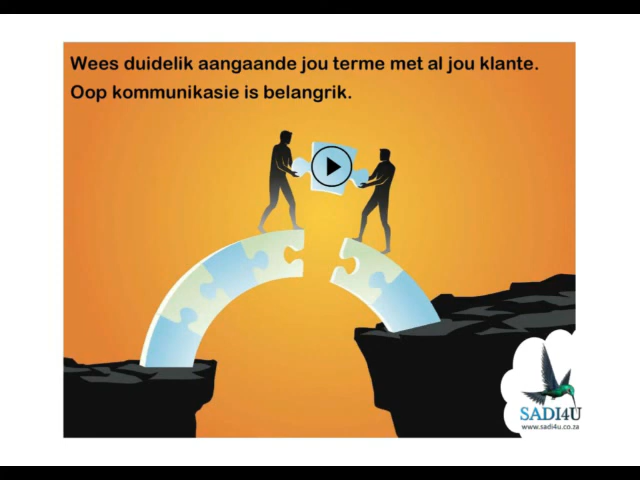 Wees duidelik aangaande jou terme met al jou klante.
Oop kommunikasie is belangrik.
SADI4U
www.sadi4u.co.za